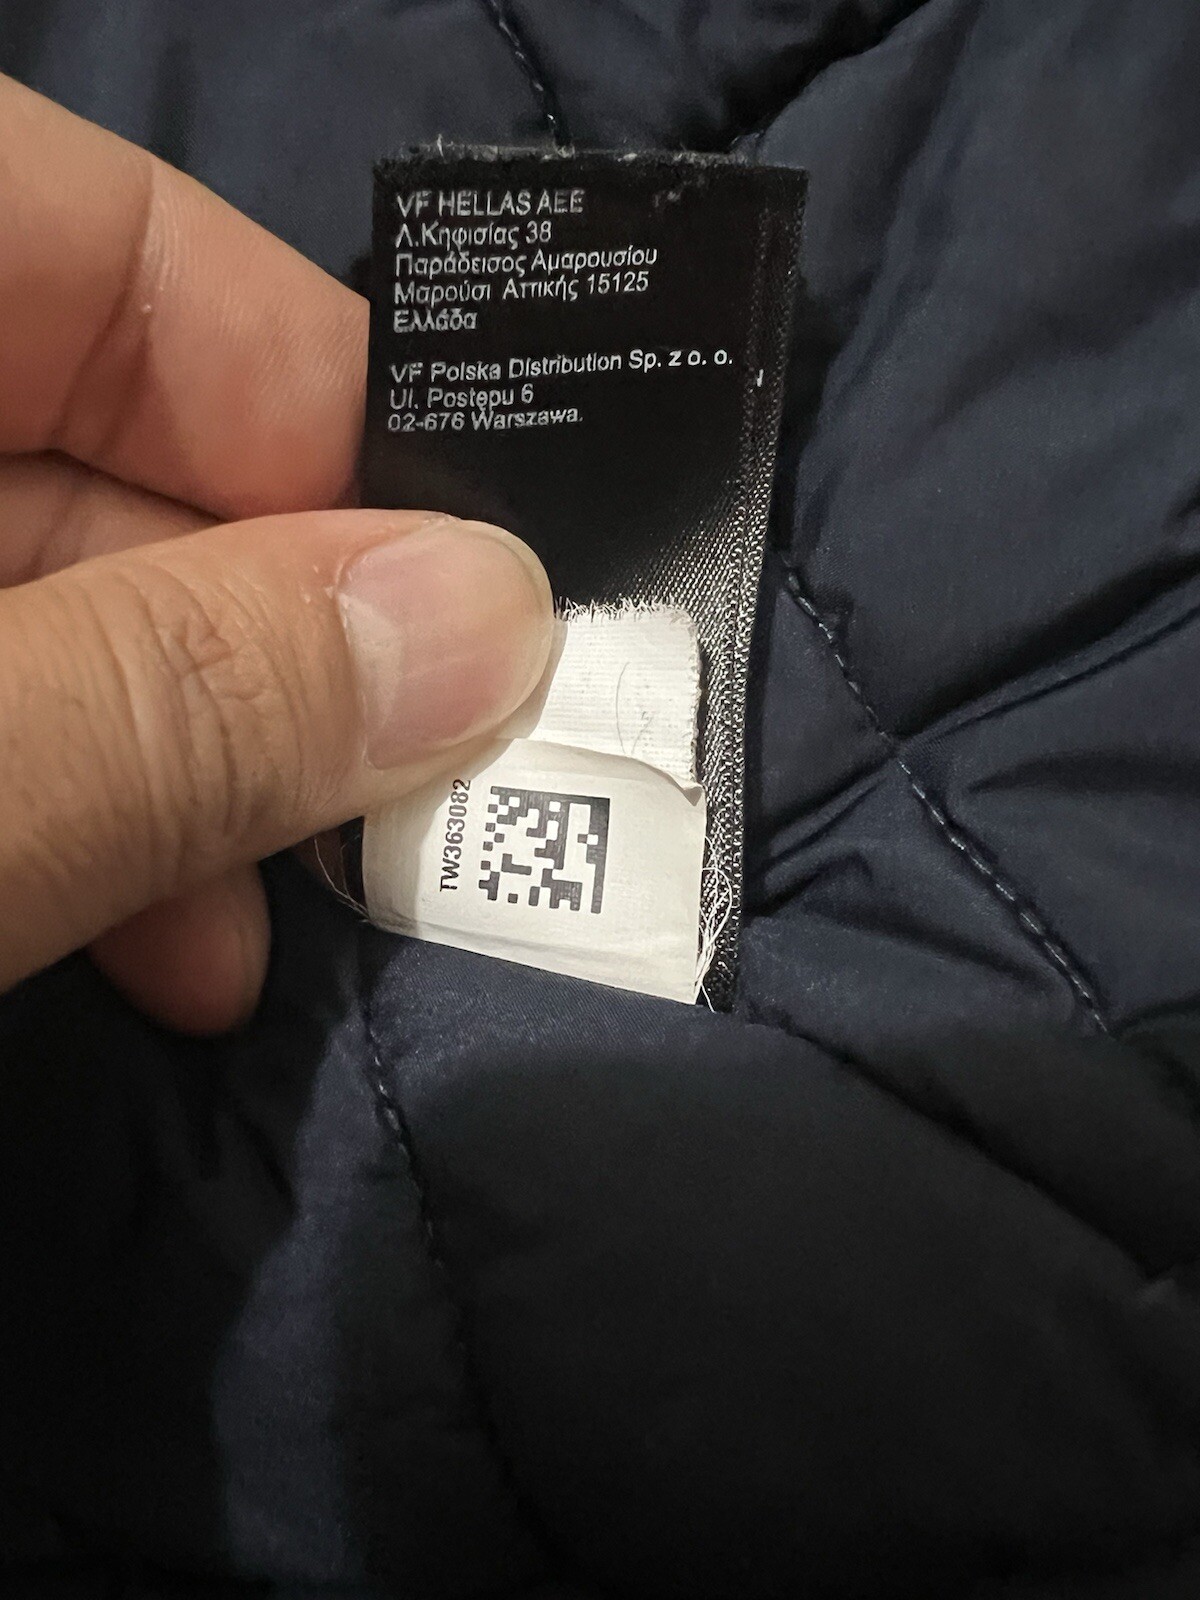 VF HELLAS AEE
Λ.Κηφισίας 38
Παράδεισος Αμαρουσίου
Μαρούσι Αττικής 15125
Ελλάδα
VF Polska Distribution Sp. z o. o.
Ul. Postępu 6
02-676 Warszawa.
TW363082